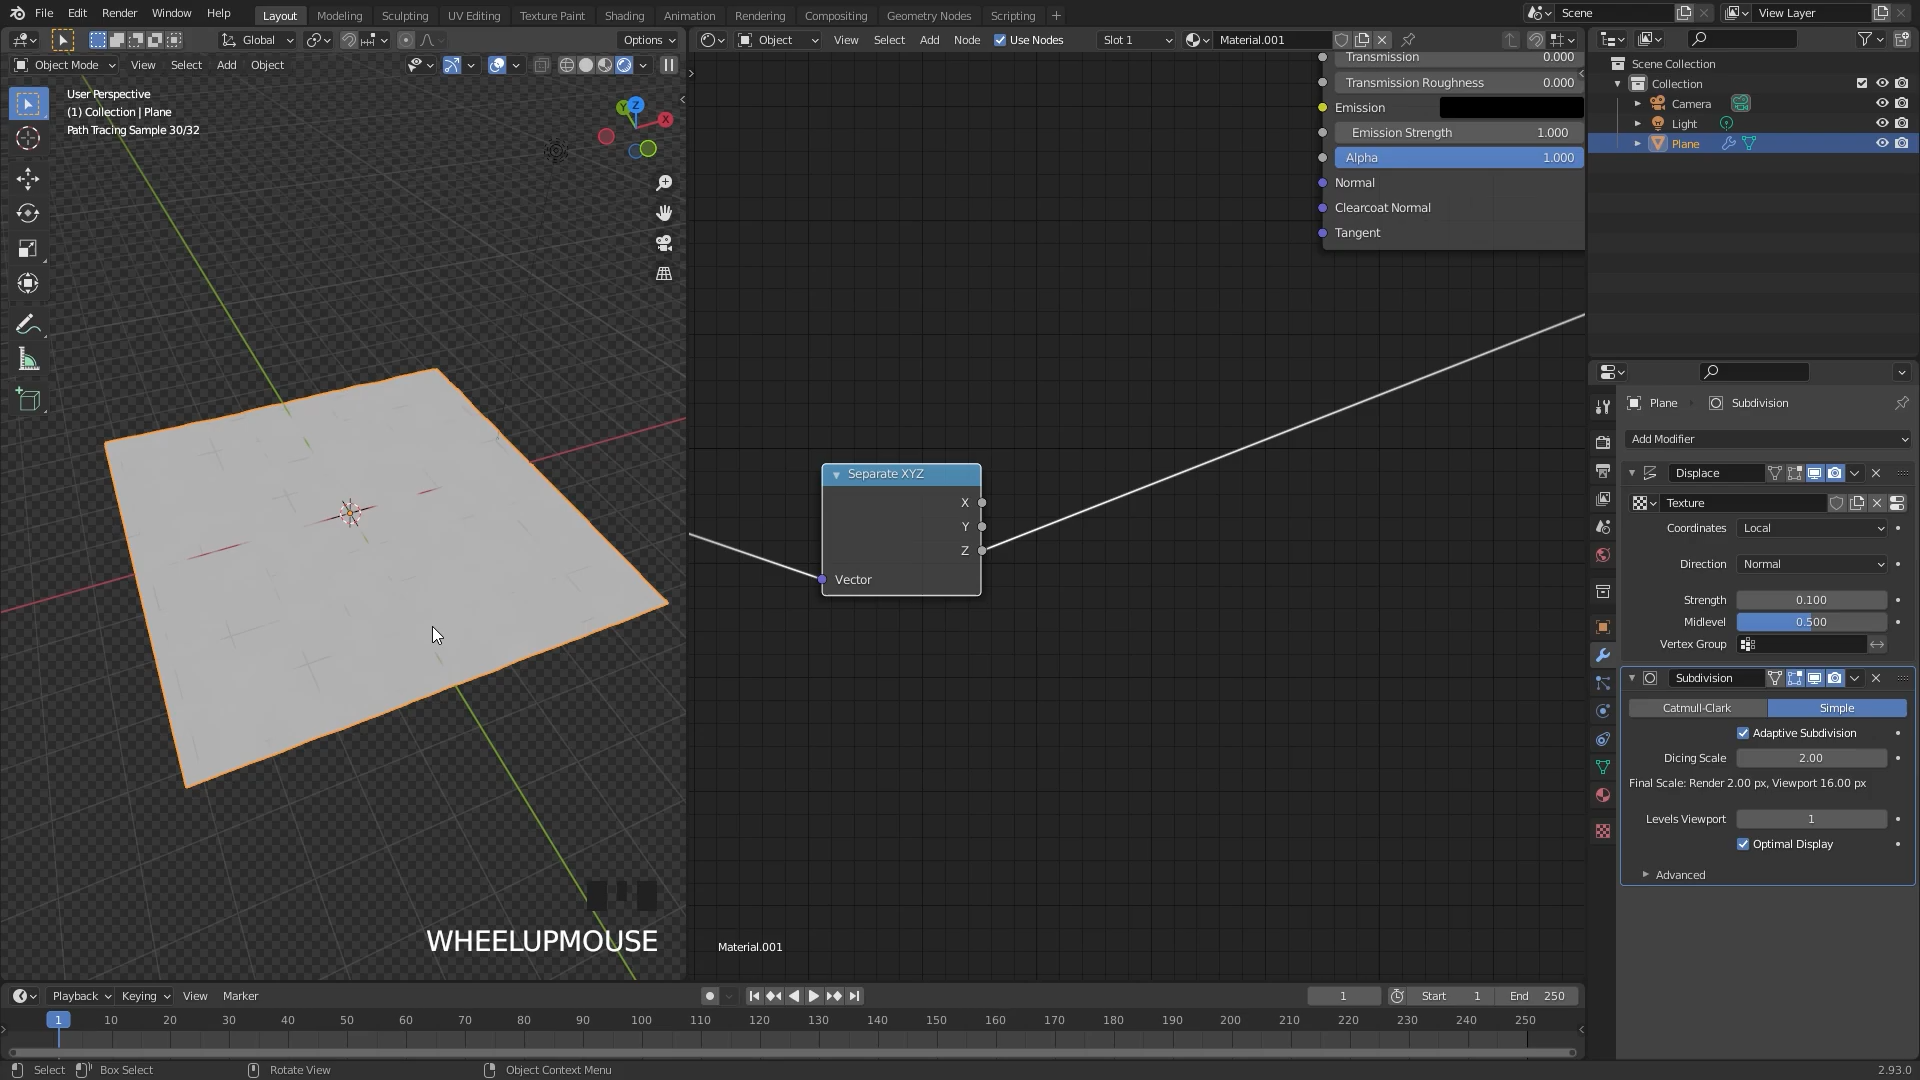 File Edit Render Window Help Layout Modeling Sculpting UV Editing Texture Paint Shading Animation Rendering Compositing Geometry Nodes Scripting + Scene View Layer
Global Options Object View Select Add Node Use Nodes Slot 1 Material.001
Object Mode View Select Add Object
User Perspective
(1) Collection | Plane
Path Tracing Sample 30/32
Z
Y
X
Transmission 0.000
Transmission Roughness 0.000
Emission
Emission Strength 1.000
Alpha 1.000
Normal
Clearcoat Normal
Tangent
Separate XYZ
X
Y
Z
Vector
WHEELUPMOUSE
Material.001
Scene Collection
Collection
Camera
Light
Plane
Plane Subdivision
Add Modifier
Displace
Texture
Coordinates Local
Direction Normal
Strength 0.100
Midlevel 0.500
Vertex Group
Subdivision
Catmull-Clark Simple
Adaptive Subdivision
Dicing Scale 2.00
Final Scale: Render 2.00 px, Viewport 16.00 px
Levels Viewport 1
Optimal Display
Advanced
Playback Keying View Marker 1 Start 1 End 250
1 10 20 30 40 50 60 70 80 90 100 110 120 130 140 150 160 170 180 190 200 210 220 230 240 250
Select Box Select Rotate View Object Context Menu 2.93.0